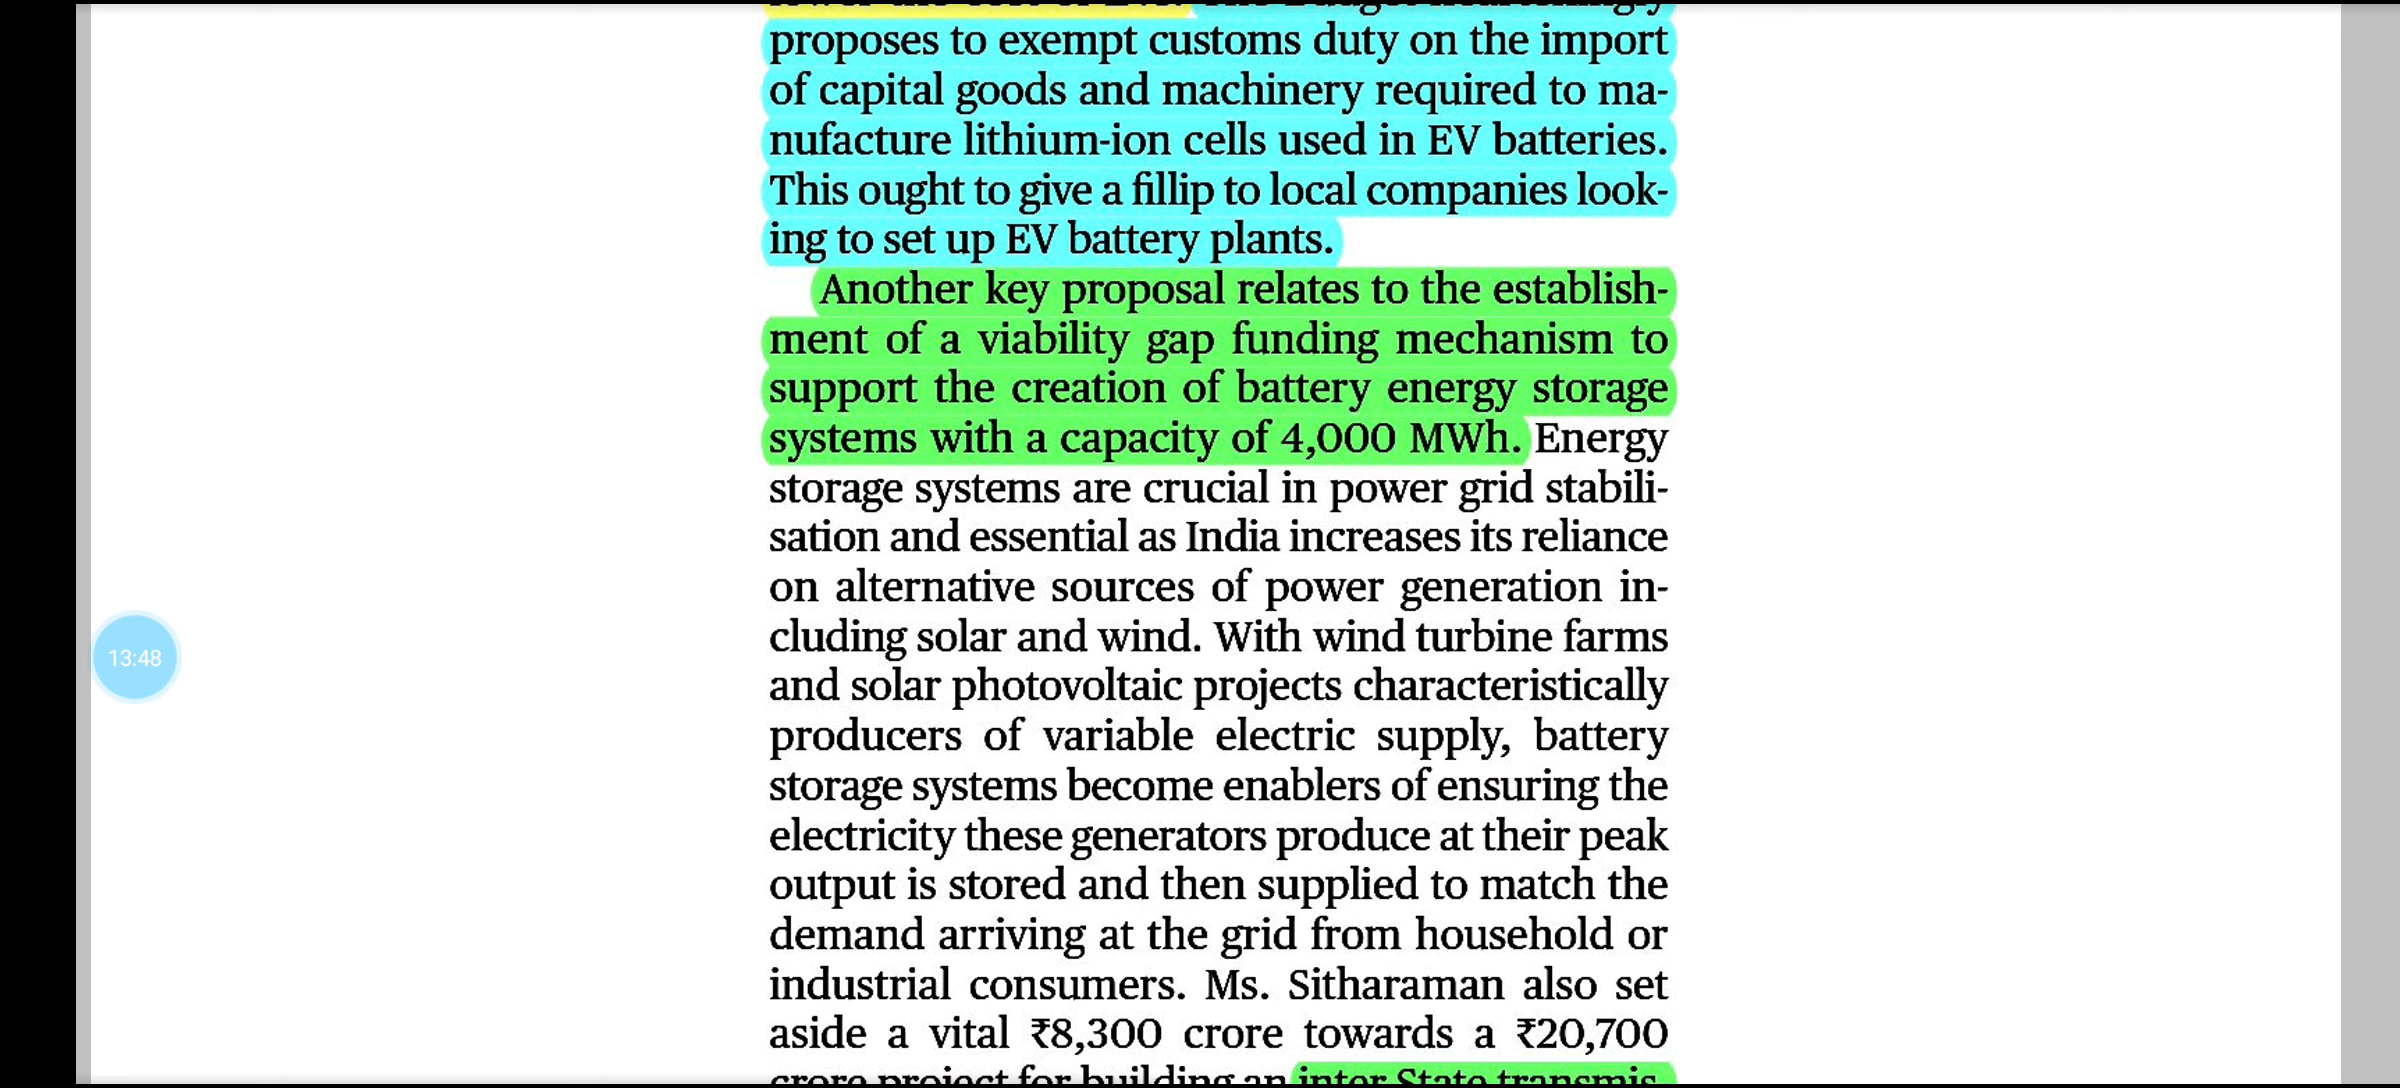 proposes to exempt customs duty on the import
of capital goods and machinery required to ma-
nufacture lithium-ion cells used in EV batteries.
This ought to give a fillip to local companies look-
ing to set up EV battery plants.
Another key proposal relates to the establish-
ment of a viability gap funding mechanism to
support the creation of battery energy storage
systems with a capacity of 4,000 MWh. Energy
storage systems are crucial in power grid stabili-
sation and essential as India increases its reliance
on alternative sources of power generation in-
cluding solar and wind. With wind turbine farms
and solar photovoltaic projects characteristically
producers of variable electric supply, battery
storage systems become enablers of ensuring the
electricity these generators produce at their peak
output is stored and then supplied to match the
demand arriving at the grid from household or
industrial consumers. Ms. Sitharaman also set
aside a vital ₹8,300 crore towards a ₹20,700
crore project for building an inter State transmis-
13:48